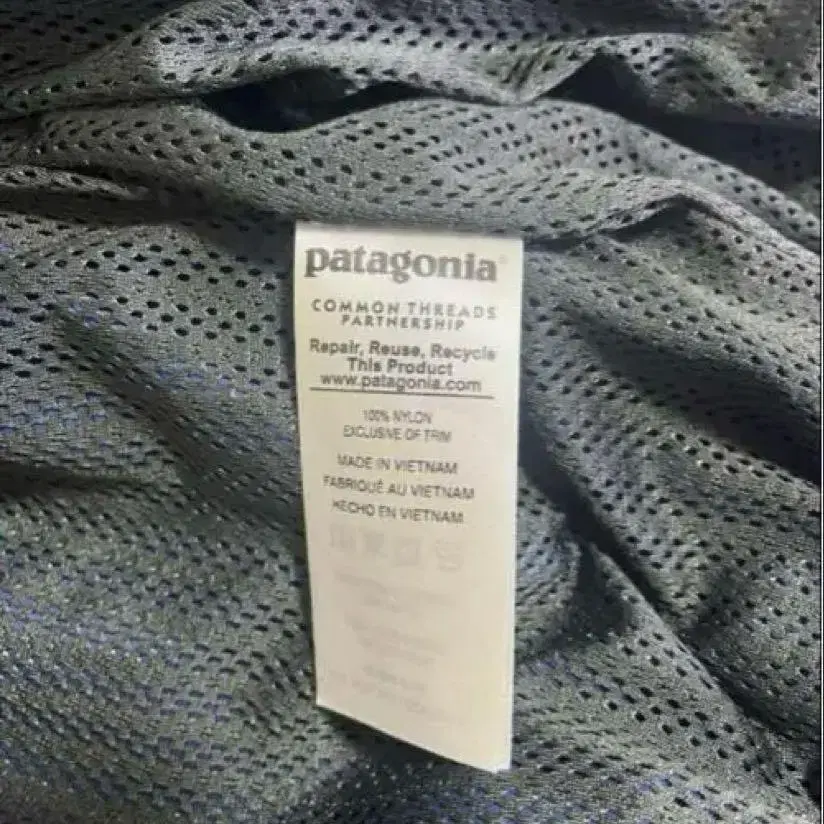 patagonia®
COMMON THREADS
PARTNERSHIP
Repair, Reuse, Recycle
This Product
www.patagonia.com
100% NYLON
EXCLUSIVE OF TRIM
MADE IN VIETNAM
FABRIQUÉ AU VIETNAM
HECHO EN VIETNAM